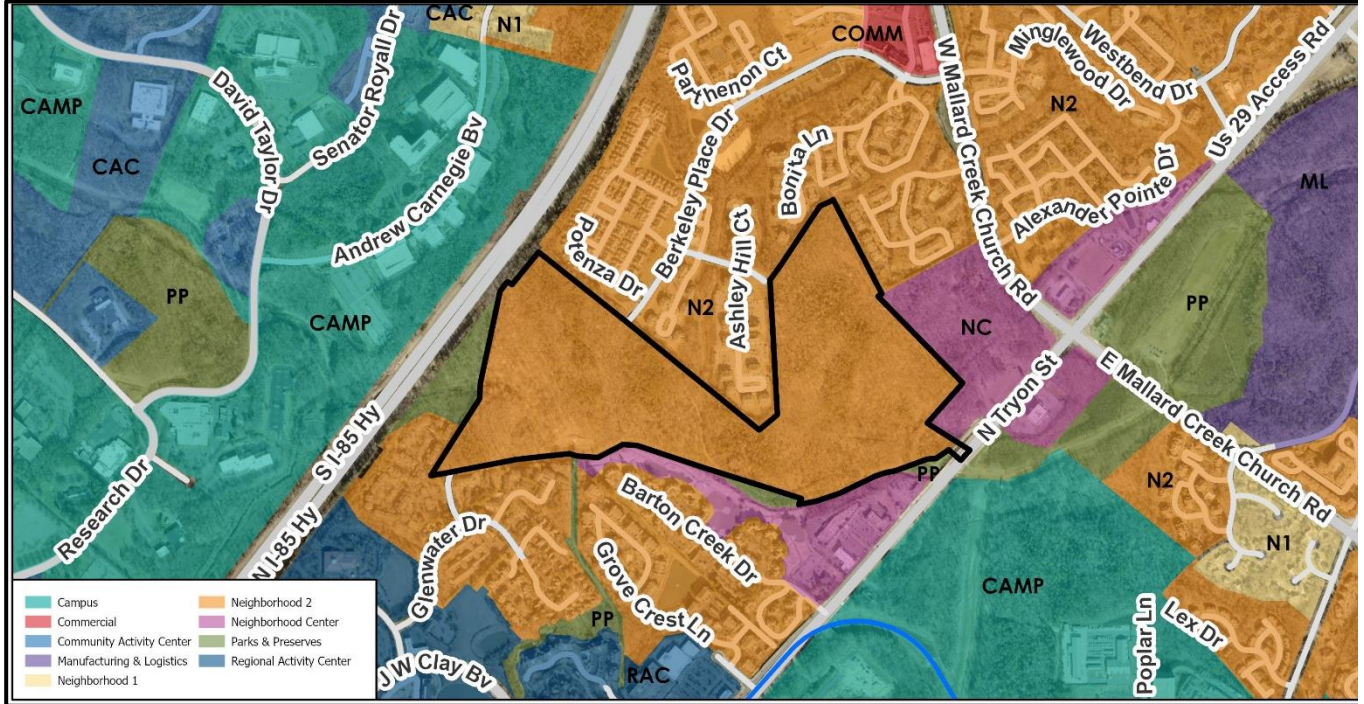 CAC
N1
COMM
Parthenon Ct
W Mallard Creek Church Rd
Minglewood Dr
Westbend Dr
Us 29 Access Rd
CAMP
David Taylor Dr
Senator Royall Dr
N2
CAC
Berkeley Place Dr
Bonita Ln
ML
Andrew Carnegie Bv
Alexander Pointe Dr
Potenza Dr
PP
Ashley Hill Ct
PP
CAMP
N2
NC
N Tryon St
E Mallard Creek Church Rd
S I-85 Hy
PP
N2
Research Dr
N I-85 Hy
Barton Creek Dr
N1
Glenwater Dr
Grove Crest Ln
CAMP
PP
Poplar Ln
Lex Dr
J W Clay Bv
RAC
Campus
Commercial
Community Activity Center
Manufacturing & Logistics
Neighborhood 1
Neighborhood 2
Neighborhood Center
Parks & Preserves
Regional Activity Center